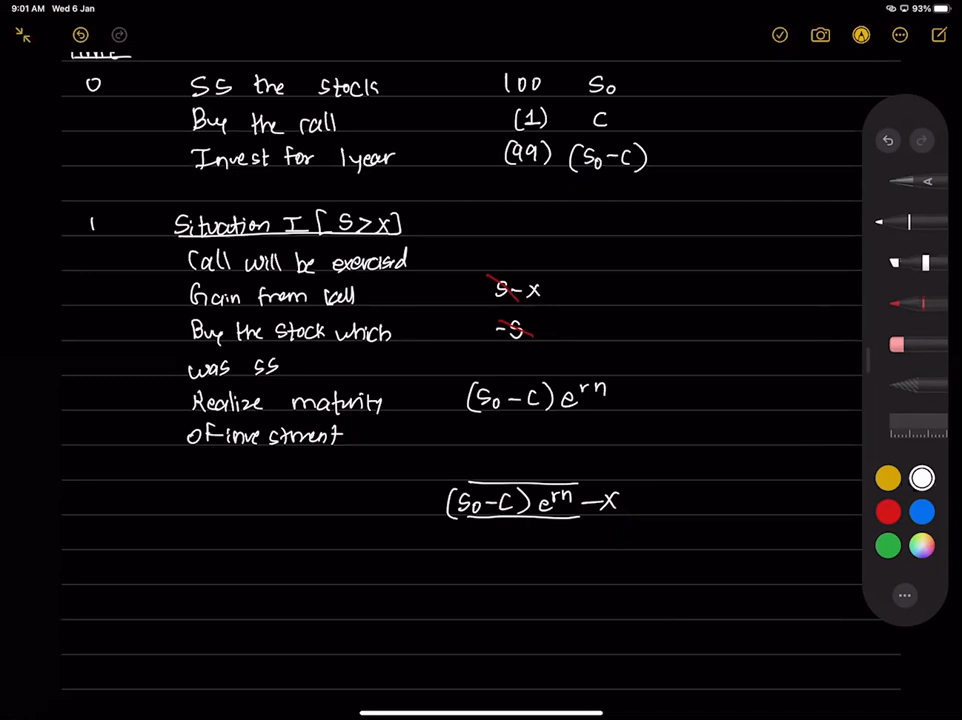 9:01 AM Wed 6 Jan 93%
0 SS the stock 100 S₀
Buy the call (1) C
Invest for 1year (99) (S₀-C)
1 Situation I [S>X]
Call will be exercised
Gain from call S-X
Buy the stock which -S
was SS
Realize maturity (S₀-C)eʳⁿ
of investment
(S₀-C)eʳⁿ-X